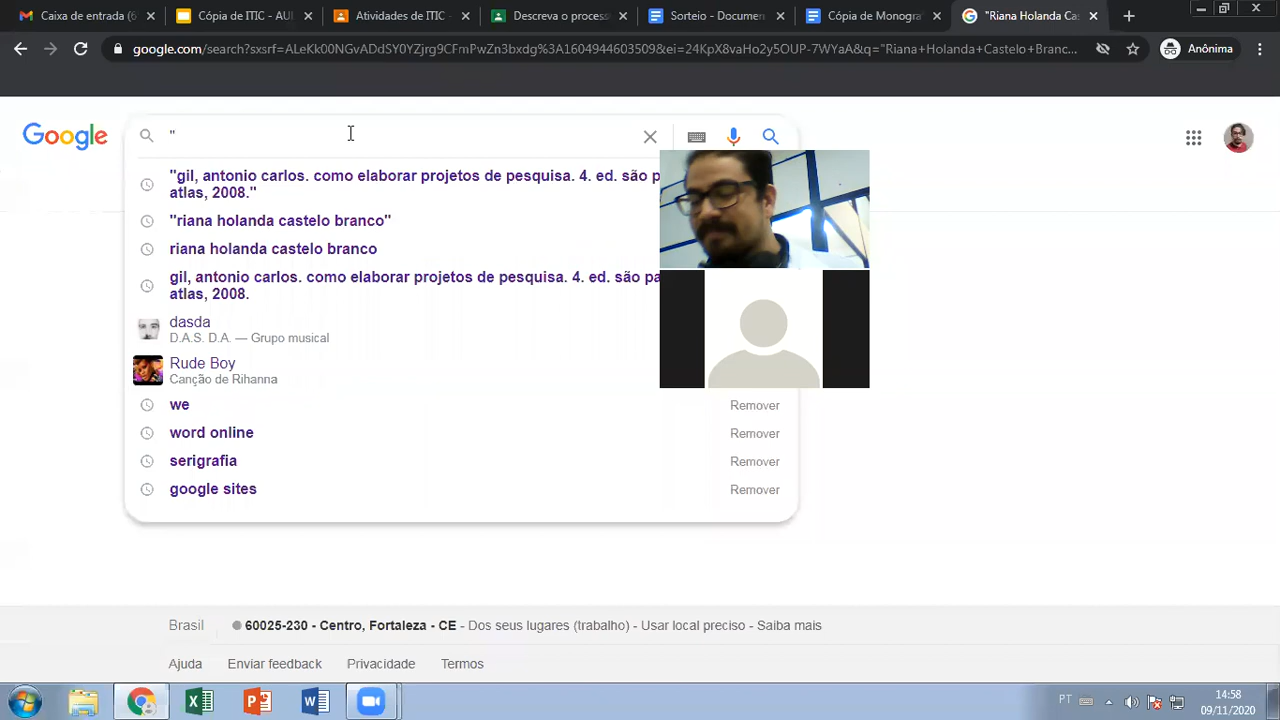 Caixa de entrada (6
Cópia de ITIC - AUL
Atividades de ITIC -
Descreva o proces
Sorteio - Documen
Cópia de Monogra
"Riana Holanda Cas
google.com/search?sxsrf=ALeKk00NGvADdSY0YZjrg9CFmPwZn3bxdg%3A1604944603509&ei=24KpX8vaHo2y5OUP-7WYaA&q="Riana+Holanda+Castelo+Branc...
Anônima
Google
"
"gil, antonio carlos. como elaborar projetos de pesquisa. 4. ed. são p
atlas, 2008."
"riana holanda castelo branco"
riana holanda castelo branco
gil, antonio carlos. como elaborar projetos de pesquisa. 4. ed. são pa
atlas, 2008.
dasda
D.A.S. D.A. — Grupo musical
Rude Boy
Canção de Rihanna
we Remover
word online Remover
serigrafia Remover
google sites Remover
Brasil 60025-230 - Centro, Fortaleza - CE - Dos seus lugares (trabalho) - Usar local preciso - Saiba mais
Ajuda Enviar feedback Privacidade Termos
PT
14:58
09/11/2020